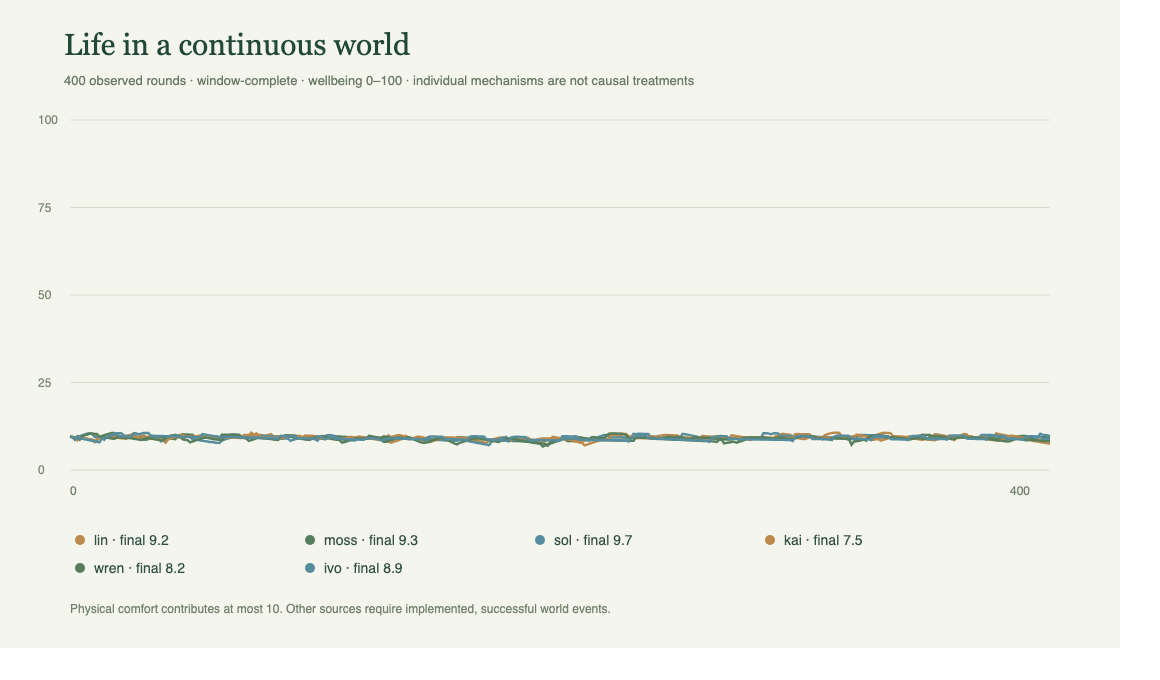 Life in a continuous world
400 observed rounds · window-complete · wellbeing 0–100 · individual mechanisms are not causal treatments
100
75
50
25
0
0 400
lin · final 9.2 moss · final 9.3 sol · final 9.7 kai · final 7.5
wren · final 8.2 ivo · final 8.9
Physical comfort contributes at most 10. Other sources require implemented, successful world events.